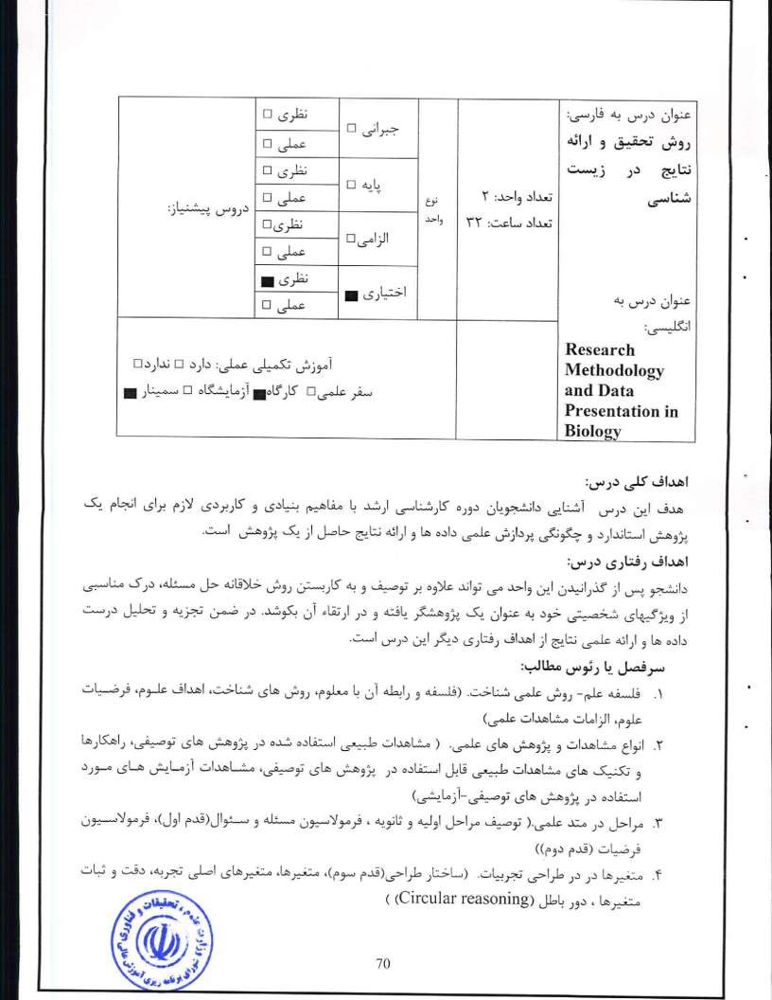 عنوان درس به فارسی:
روش تحقیق و ارائه
نتایج در زیست
شناسی
عنوان درس به
انگلیسی:
Research
Methodology
and Data
Presentation in
Biology
تعداد واحد: ۲
تعداد ساعت: ۳۲
نوع
واحد
جبرانی □
نظری □
عملی □
پایه □
نظری □
عملی □
الزامی□
نظری□
عملی □
اختیاری ■
نظری ■
عملی □
دروس پیشنیاز:
آموزش تکمیلی عملی: دارد □ ندارد□
سفر علمی□ کارگاه■ آزمایشگاه □ سمینار ■
اهداف کلی درس:
هدف این درس آشنایی دانشجویان دوره کارشناسی ارشد با مفاهیم بنیادی و کاربردی لازم برای انجام یک
پژوهش استاندارد و چگونگی پردازش علمی داده ها و ارائه نتایج حاصل از یک پژوهش است.
اهداف رفتاری درس:
دانشجو پس از گذرانیدن این واحد می تواند علاوه بر توصیف و به کاربستن روش خلاقانه حل مسئله، درک مناسبی
از ویژگیهای شخصیتی خود به عنوان یک پژوهشگر یافته و در ارتقاء آن بکوشد. در ضمن تجزیه و تحلیل درست
داده ها و ارائه علمی نتایج از اهداف رفتاری دیگر این درس است.
سرفصل یا رئوس مطالب:
۱. فلسفه علم- روش علمی شناخت. (فلسفه و رابطه آن با معلوم، روش های شناخت، اهداف علوم، فرضیات
علوم، الزامات مشاهدات علمی)
۲. انواع مشاهدات و پژوهش های علمی. ( مشاهدات طبیعی استفاده شده در پژوهش های توصیفی، راهکارها
و تکنیک های مشاهدات طبیعی قابل استفاده در پژوهش های توصیفی، مشاهدات آزمایش های مورد
استفاده در پژوهش های توصیفی-آزمایشی)
۳. مراحل در متد علمی.( توصیف مراحل اولیه و ثانویه ، فرمولاسیون مسئله و سئوال(قدم اول)، فرمولاسیون
فرضیات (قدم دوم))
۴. متغیرها در در طراحی تجربیات. (ساختار طراحی(قدم سوم)، متغیرها، متغیرهای اصلی تجربه، دقت و ثبات
متغیرها ، دور باطل (Circular reasoning) )
وزارت علوم، تحقیقات و فناوری
شورای برنامه ریزی آموزش عالی
70